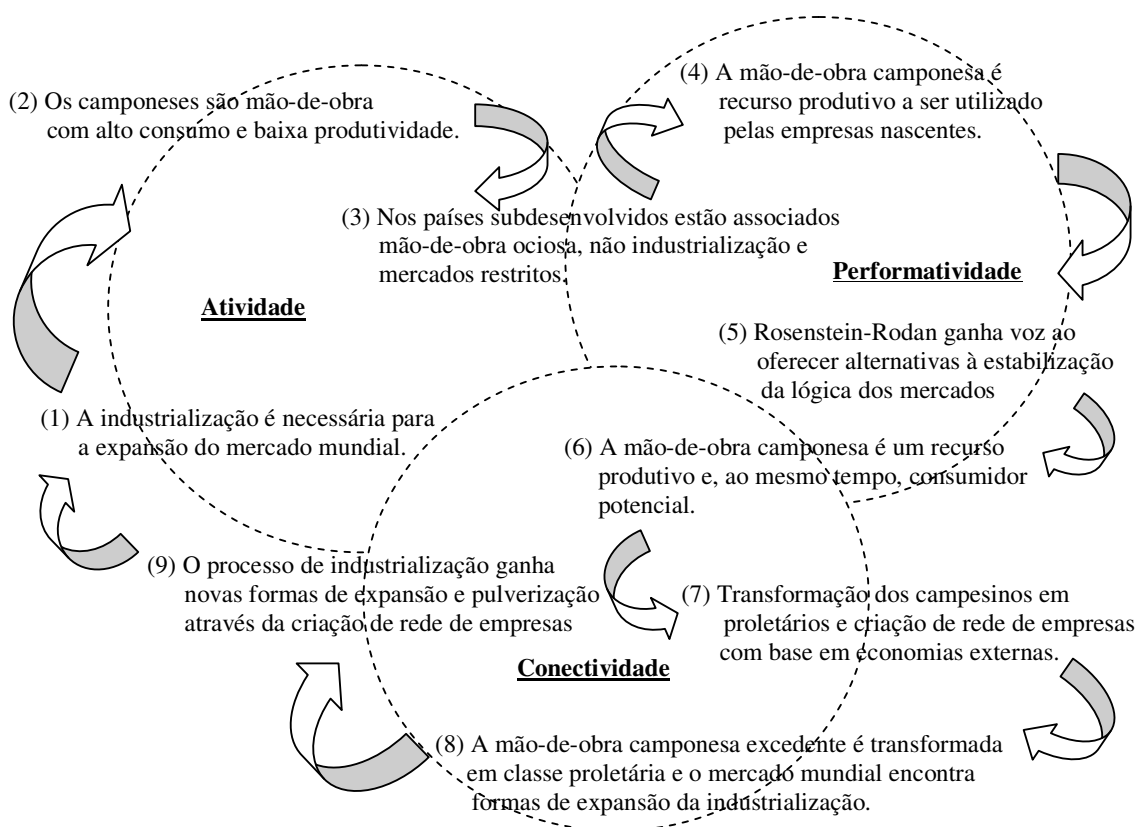 (4) A mão-de-obra camponesa é
recurso produtivo a ser utilizado
pelas empresas nascentes.
(2) Os camponeses são mão-de-obra
com alto consumo e baixa produtividade.
(3) Nos países subdesenvolvidos estão associados
mão-de-obra ociosa, não industrialização e
mercados restritos.
Performatividade
Atividade
(5) Rosenstein-Rodan ganha voz ao
oferecer alternativas à estabilização
da lógica dos mercados
(1) A industrialização é necessária para
a expansão do mercado mundial.
(6) A mão-de-obra camponesa é um recurso
produtivo e, ao mesmo tempo, consumidor
potencial.
(9) O processo de industrialização ganha
novas formas de expansão e pulverização
através da criação de rede de empresas
(7) Transformação dos campesinos em
proletários e criação de rede de empresas
com base em economias externas.
Conectividade
(8) A mão-de-obra camponesa excedente é transformada
em classe proletária e o mercado mundial encontra
formas de expansão da industrialização.